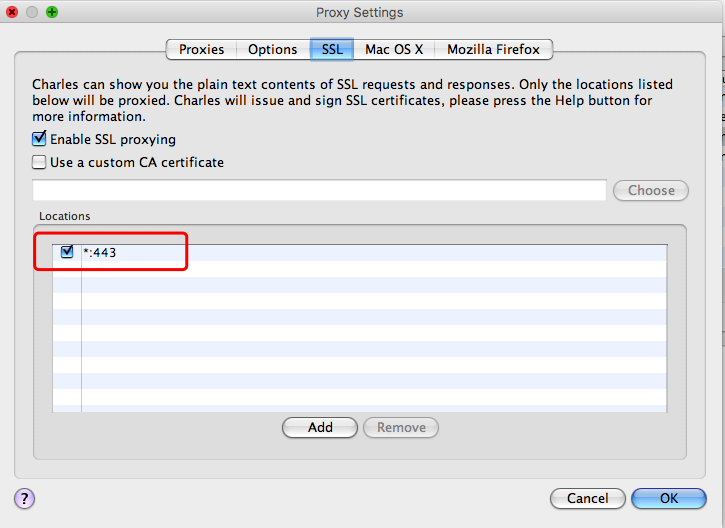 Proxy Settings
Proxies Options SSL Mac OS X Mozilla Firefox
Charles can show you the plain text contents of SSL requests and responses. Only the locations listed
below will be proxied. Charles will issue and sign SSL certificates, please press the Help button for
more information.
Enable SSL proxying
Use a custom CA certificate
Choose
Locations
*:443
Add Remove
? Cancel OK